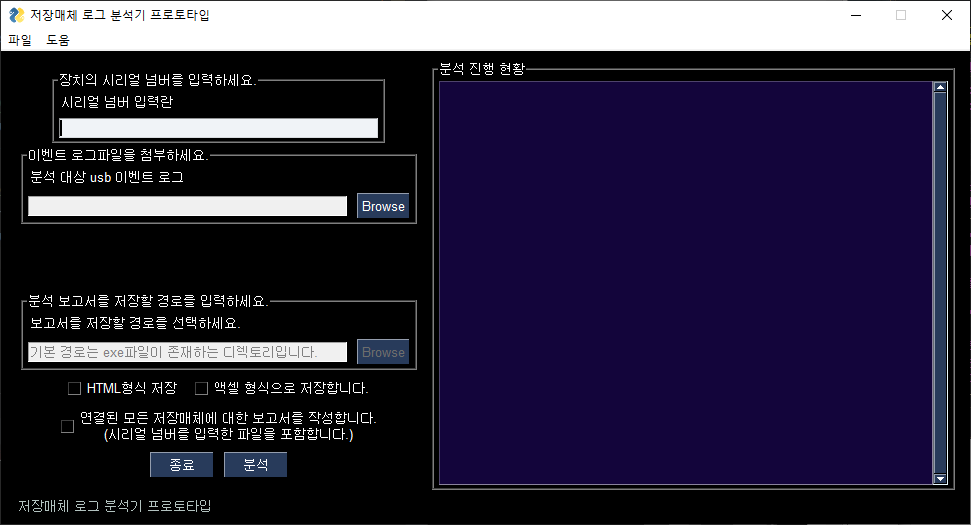 저장매체 로그 분석기 프로토타입
파일 도움
장치의 시리얼 넘버를 입력하세요.
시리얼 넘버 입력란
이벤트 로그파일을 첨부하세요.
분석 대상 usb 이벤트 로그
Browse
분석 보고서를 저장할 경로를 입력하세요.
보고서를 저장할 경로를 선택하세요.
기본 경로는 exe파일이 존재하는 디렉토리입니다.
Browse
HTML형식 저장
액셀 형식으로 저장합니다.
연결된 모든 저장매체에 대한 보고서를 작성합니다.
(시리얼 넘버를 입력한 파일을 포함합니다.)
종료
분석
저장매체 로그 분석기 프로토타입
분석 진행 현황